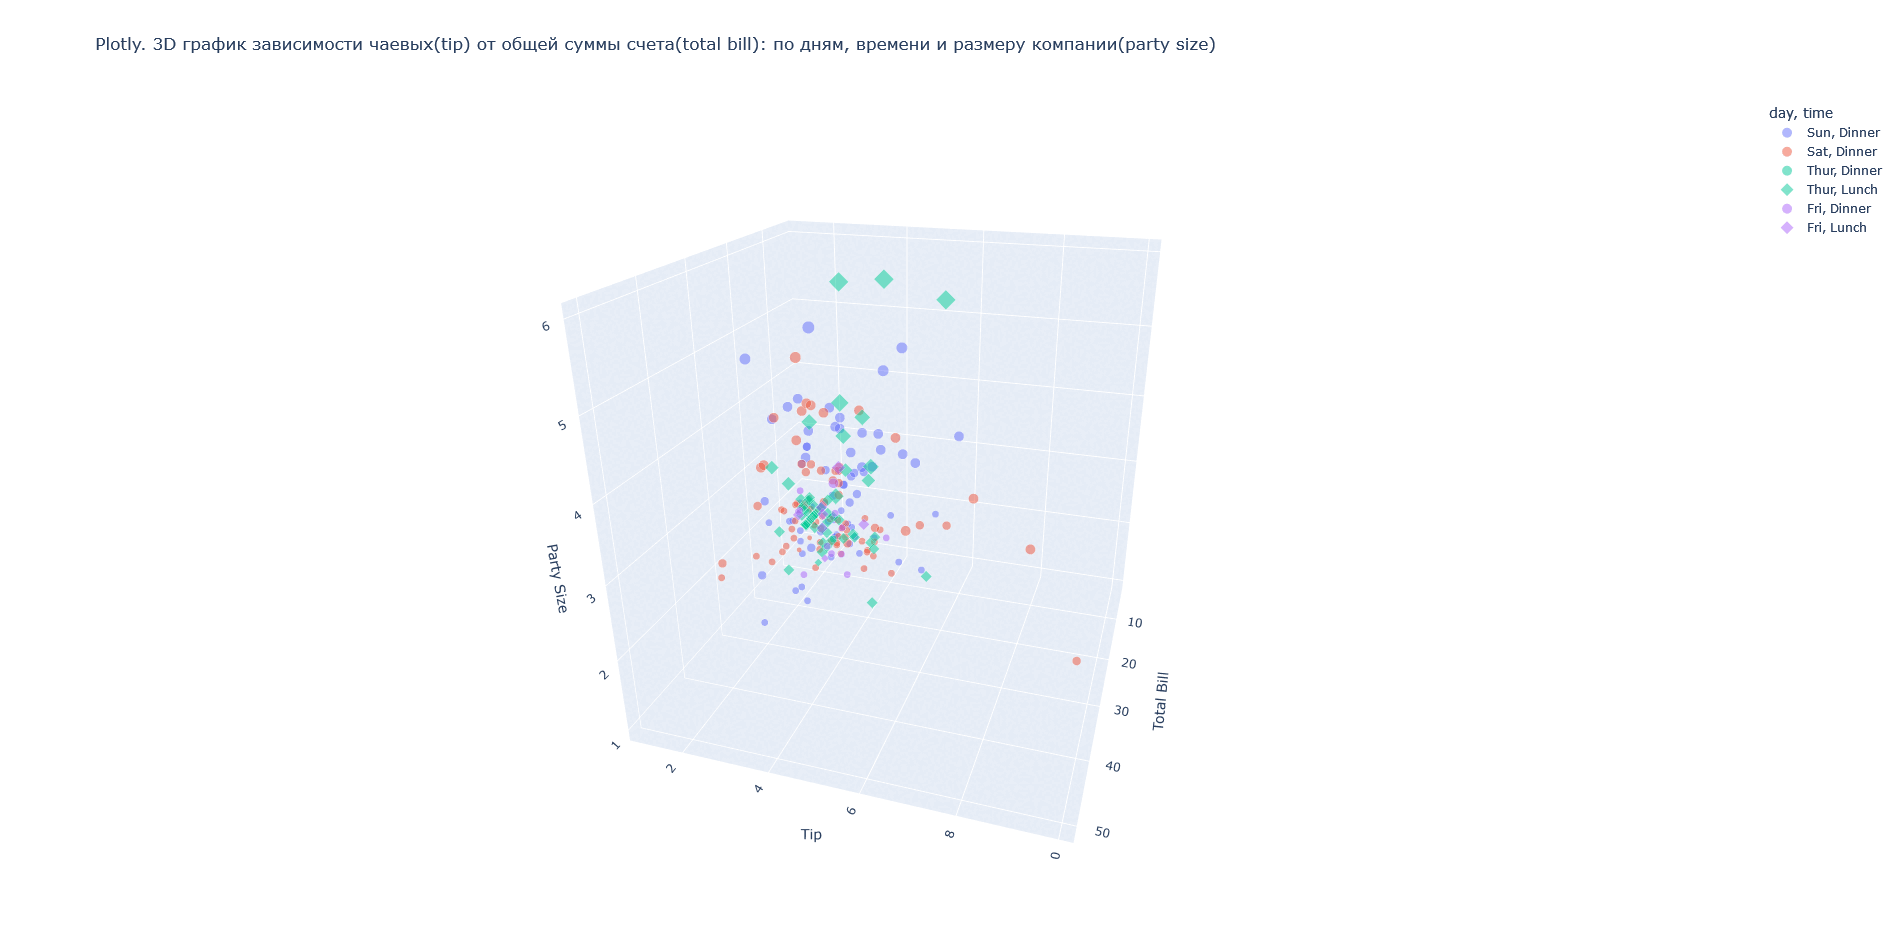 Plotly. 3D график зависимости чаевых(tip) от общей суммы счета(total bill): по дням, времени и размеру компании(party size)
day, time
Sun, Dinner
Sat, Dinner
Thur, Dinner
Thur, Lunch
Fri, Dinner
Fri, Lunch
6
5
4
3
2
1
Party Size
2
4
6
8
0
Tip
10
20
30
40
50
Total Bill